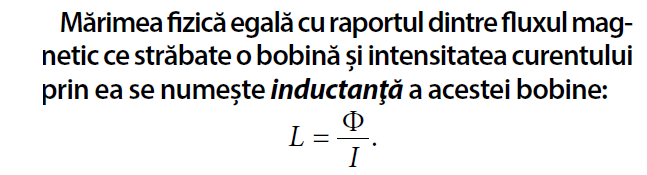 Mărimea fizică egală cu raportul dintre fluxul mag-
netic ce străbate o bobină și intensitatea curentului
prin ea se numește inductanţă a acestei bobine:
L = Φ/I.